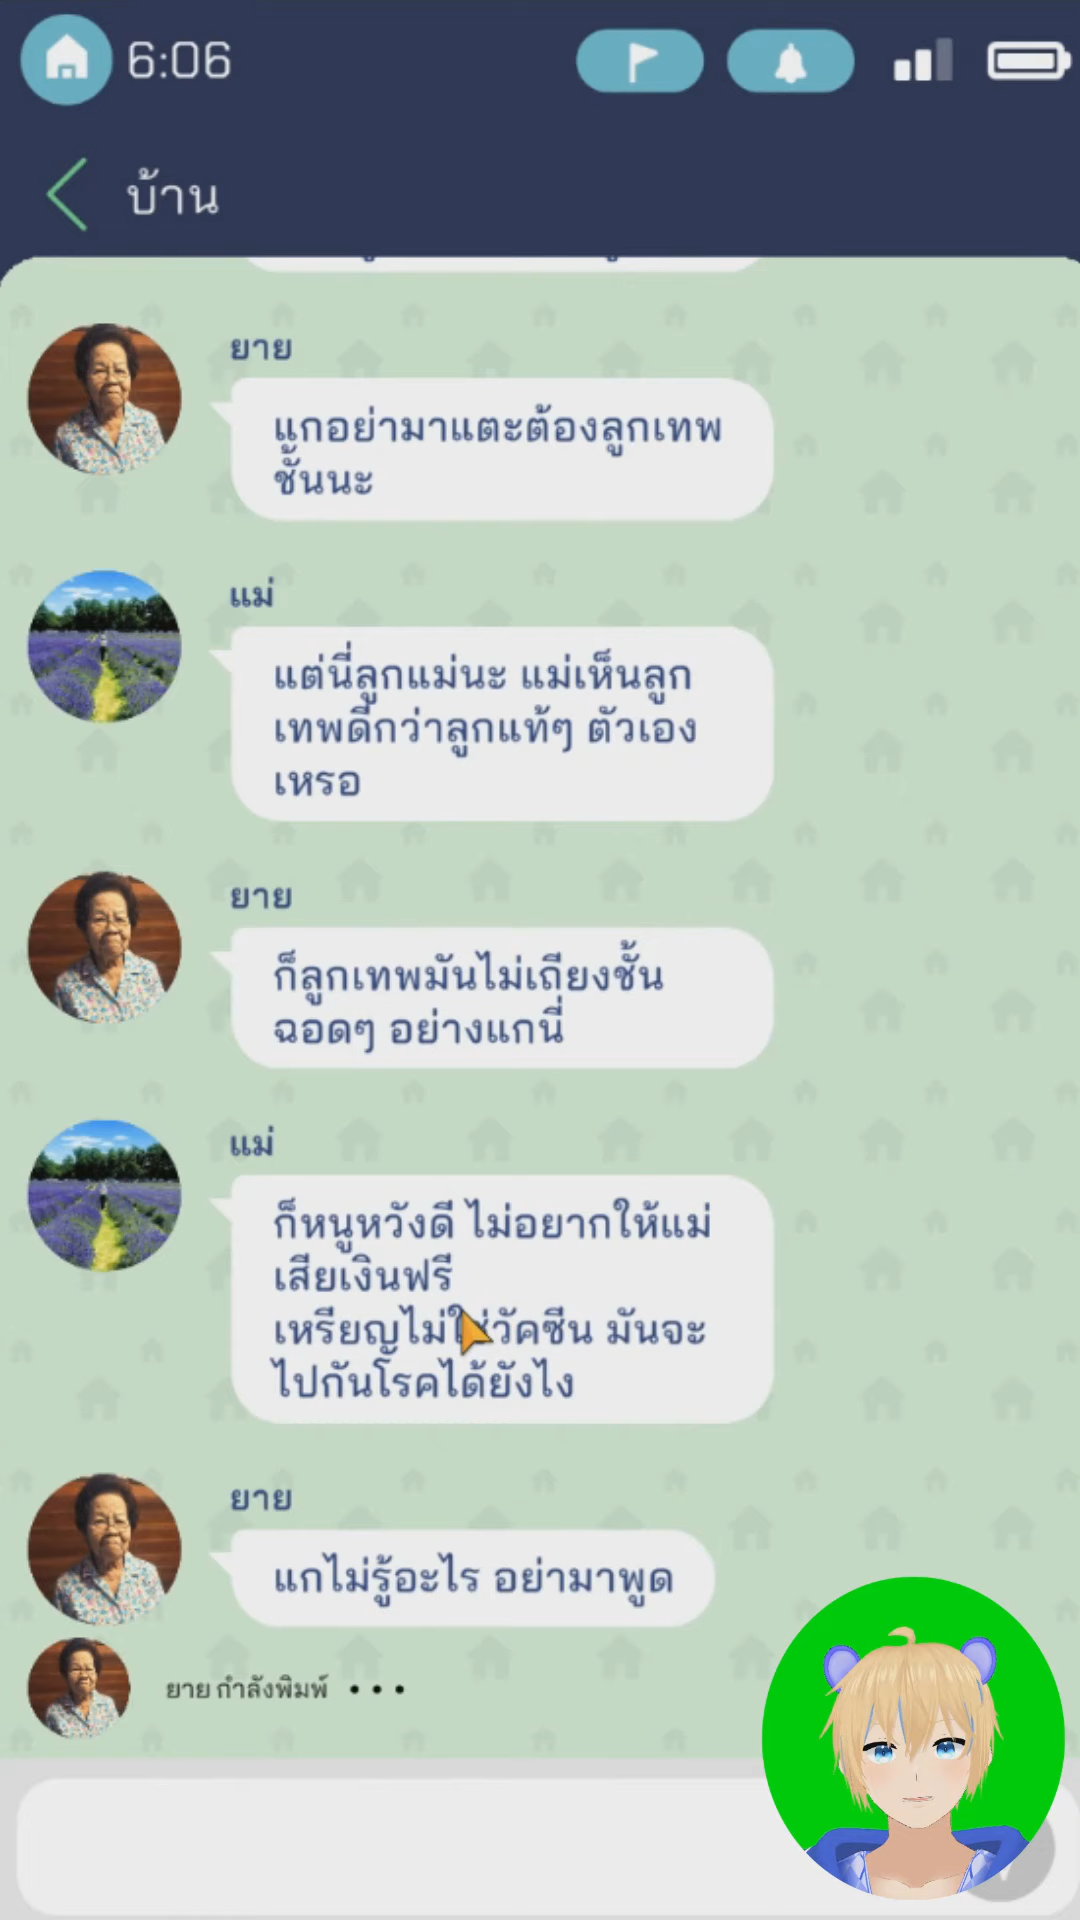 6:06
บ้าน
ยาย
แกอย่ามาแตะต้องลูกเทพ
ชั้นนะ
แม่
แต่นี่ลูกแม่นะ แม่เห็นลูก
เทพดีกว่าลูกแท้ๆ ตัวเอง
เหรอ
ยาย
ก็ลูกเทพมันไม่เถียงชั้น
ฉอดๆ อย่างแกนี่
แม่
ก็หนูหวังดี ไม่อยากให้แม่
เสียเงินฟรี
เหรียญไม่ใช่วัคซีน มันจะ
ไปกันโรคได้ยังไง
ยาย
แกไม่รู้อะไร อย่ามาพูด
ยาย กำลังพิมพ์ •••